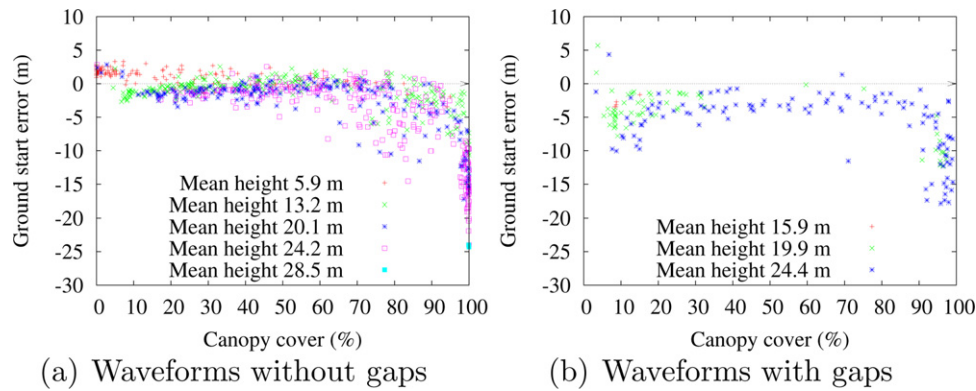 Ground start error (m)
10
5
0
-5
-10
-15
-20
-25
-30
Mean height 5.9 m
Mean height 13.2 m
Mean height 20.1 m
Mean height 24.2 m
Mean height 28.5 m
0 10 20 30 40 50 60 70 80 90 100
Canopy cover (%)
(a) Waveforms without gaps
Ground start error (m)
10
5
0
-5
-10
-15
-20
-25
-30
Mean height 15.9 m
Mean height 19.9 m
Mean height 24.4 m
0 10 20 30 40 50 60 70 80 90 100
Canopy cover (%)
(b) Waveforms with gaps